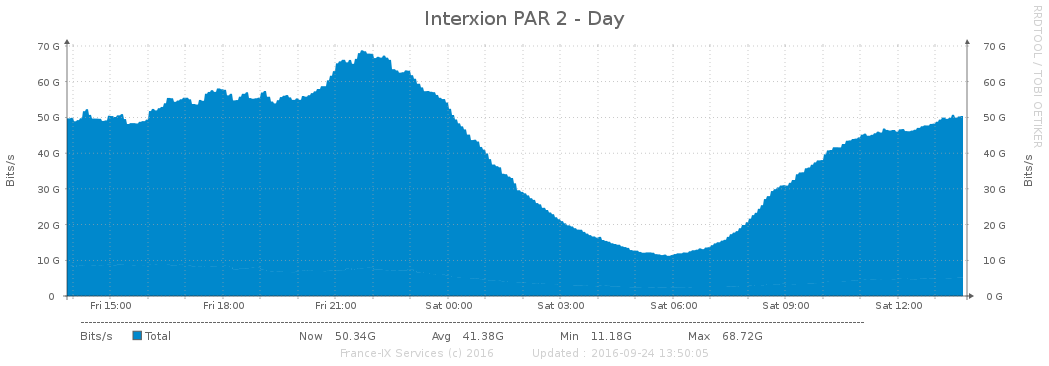 Interxion PAR 2 - Day
RRDTOOL / TOBI OETIKER
Bits/s
70 G 70 G
60 G 60 G
50 G 50 G
40 G 40 G
30 G 30 G
20 G 20 G
10 G 10 G
0 0 G
Bits/s
Fri 15:00 Fri 18:00 Fri 21:00 Sat 00:00 Sat 03:00 Sat 06:00 Sat 09:00 Sat 12:00
Bits/s Total Now 50.34G Avg 41.38G Min 11.18G Max 68.72G
France-IX Services (c) 2016 Updated : 2016-09-24 13:50:05